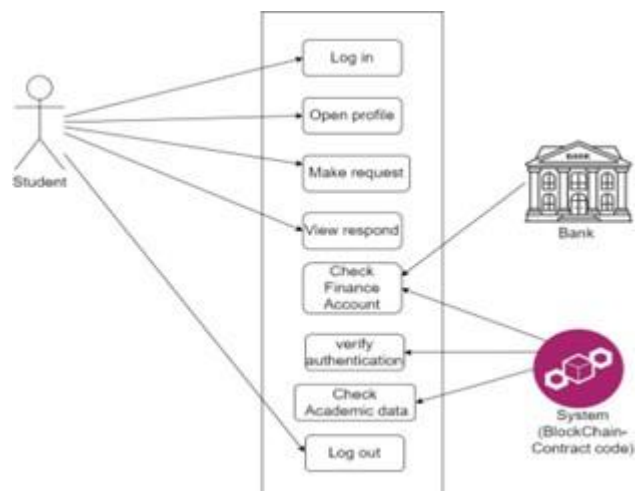 Log in
Open profile
Make request
View respond
Check
Finance
Account
verify
authentication
Check
Academic data
Log out
Student
BANK
Bank
System
(BlockChain-
Contract code)